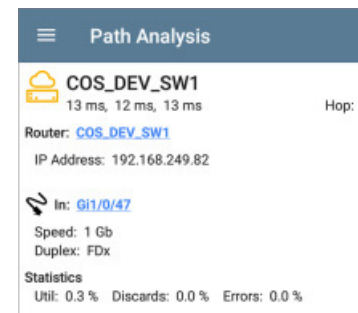 Path Analysis
COS_DEV_SW1
13 ms, 12 ms, 13 ms Hop:
Router: COS_DEV_SW1
IP Address: 192.168.249.82
In: Gi1/0/47
Speed: 1 Gb
Duplex: FDx
Statistics
Util: 0.3 % Discards: 0.0 % Errors: 0.0 %